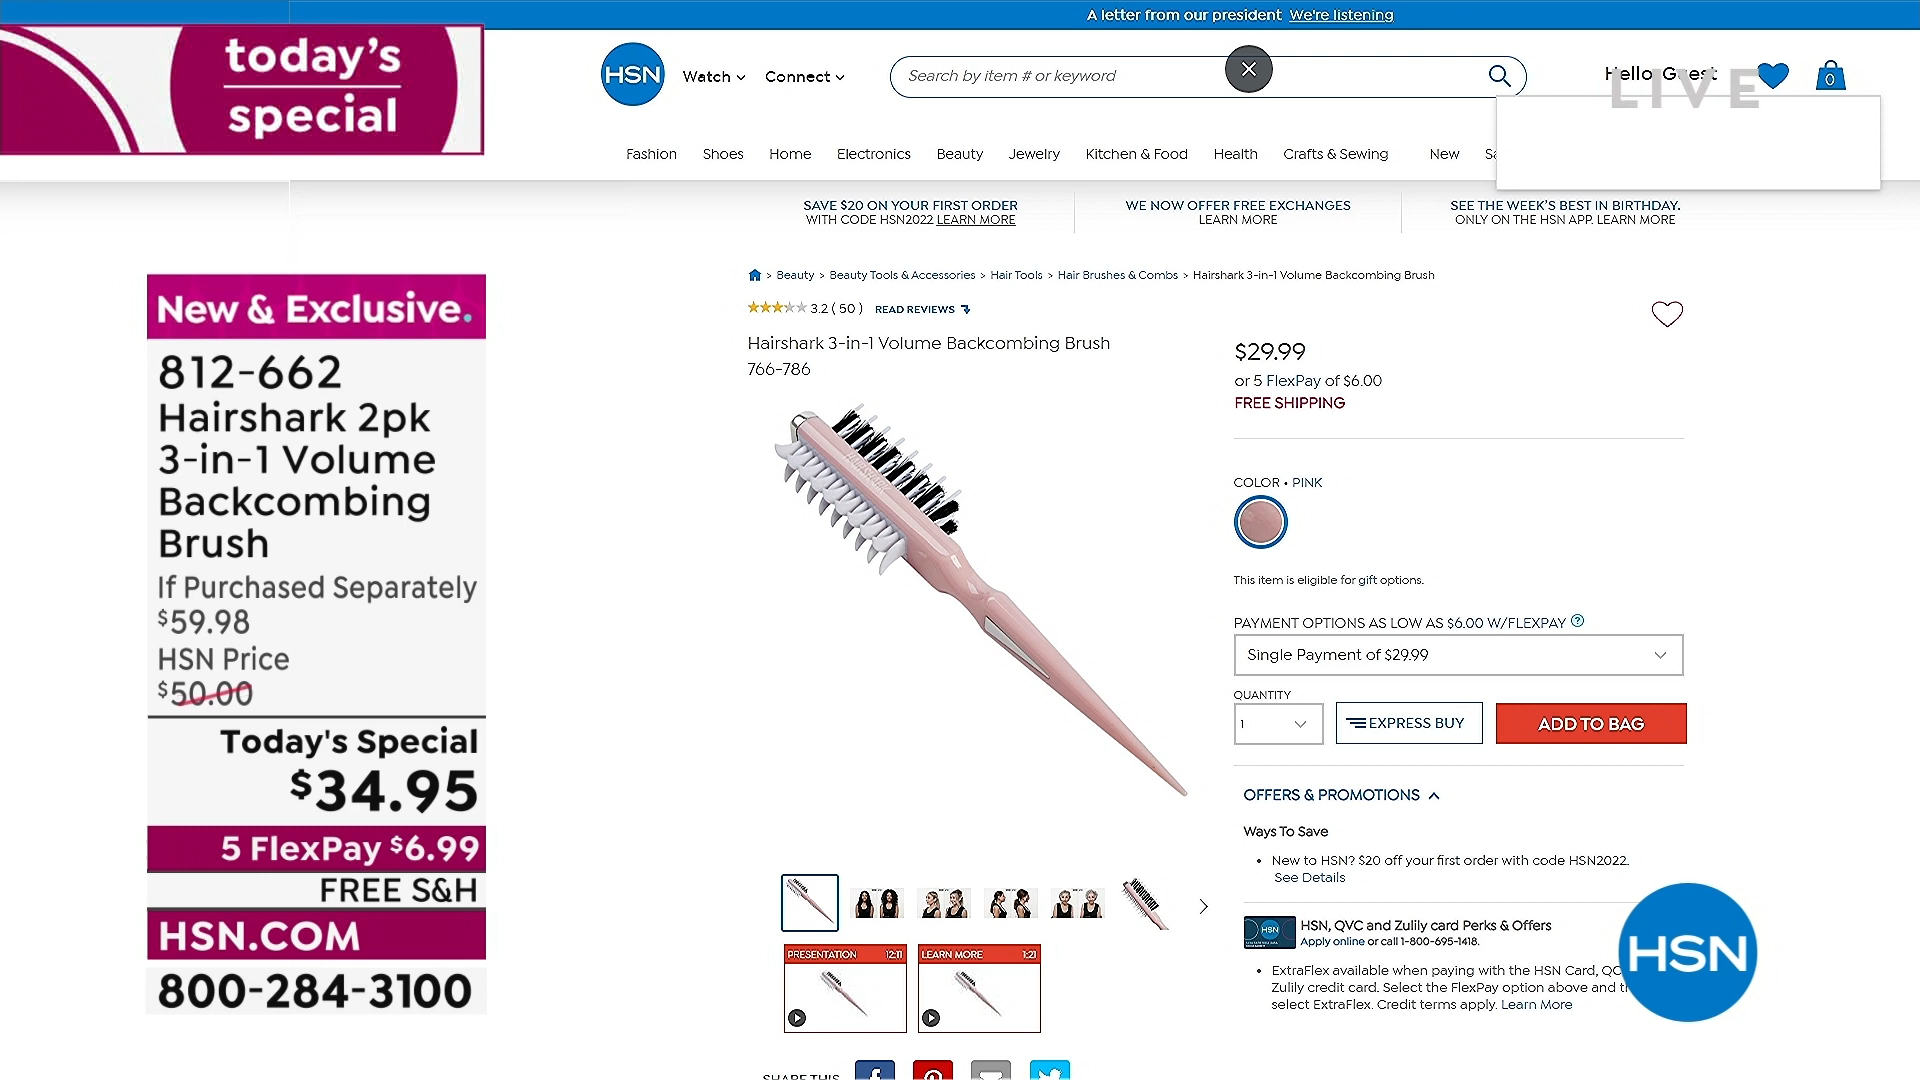 A letter from our president We're listening
today's
special
HSN
Watch
Connect
Search by item # or keyword
Hello, Guest
LIVE
0
Fashion
Shoes
Home
Electronics
Beauty
Jewelry
Kitchen & Food
Health
Crafts & Sewing
New
SAVE $20 ON YOUR FIRST ORDER
WITH CODE HSN2022 LEARN MORE
WE NOW OFFER FREE EXCHANGES
LEARN MORE
SEE THE WEEK'S BEST IN BIRTHDAY.
ONLY ON THE HSN APP. LEARN MORE
> Beauty > Beauty Tools & Accessories > Hair Tools > Hair Brushes & Combs > Hairshark 3-in-1 Volume Backcombing Brush
3.2 ( 50 ) READ REVIEWS
Hairshark 3-in-1 Volume Backcombing Brush
766-786
$29.99
or 5 FlexPay of $6.00
FREE SHIPPING
COLOR • PINK
This item is eligible for gift options.
PAYMENT OPTIONS AS LOW AS $6.00 W/FLEXPAY ?
Single Payment of $29.99
QUANTITY
1
EXPRESS BUY
ADD TO BAG
OFFERS & PROMOTIONS
Ways To Save
• New to HSN? $20 off your first order with code HSN2022.
See Details
HSN
HSN, QVC and Zulily card Perks & Offers
Apply online or call 1-800-695-1418.
• ExtraFlex available when paying with the HSN Card,
Zulily credit card. Select the FlexPay option above and
select ExtraFlex. Credit terms apply. Learn More
HSN
PRESENTATION 12:11
LEARN MORE 1:21
SHARE THIS
New & Exclusive.
812-662
Hairshark 2pk
3-in-1 Volume
Backcombing
Brush
If Purchased Separately
$59.98
HSN Price
$50.00
Today's Special
$34.95
5 FlexPay $6.99
FREE S&H
HSN.COM
800-284-3100